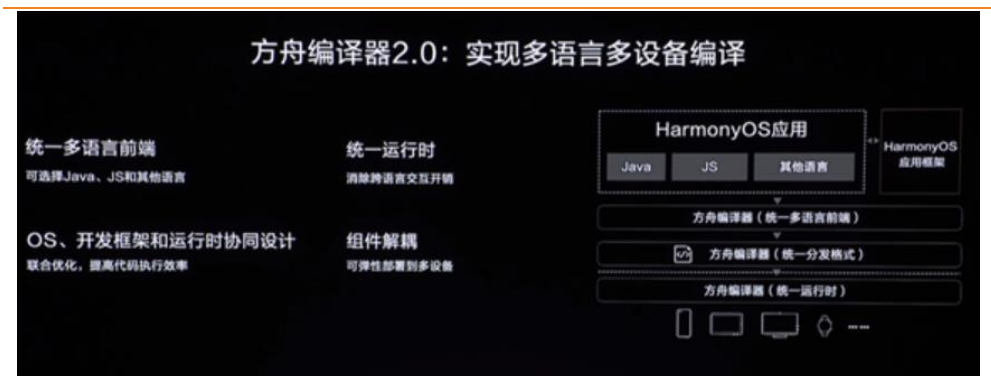 方舟编译器2.0：实现多语言多设备编译
统一多语言前端
可选择Java、JS和其他语言
统一运行时
消除跨语言交互开销
OS、开发框架和运行时协同设计
联合优化，提高代码执行效率
组件解耦
可弹性部署到多设备
HarmonyOS应用
Java
JS
其他语言
HarmonyOS
应用框架
方舟编译器（统一多语言前端）
方舟编译器（统一分发格式）
方舟编译器（统一运行时）